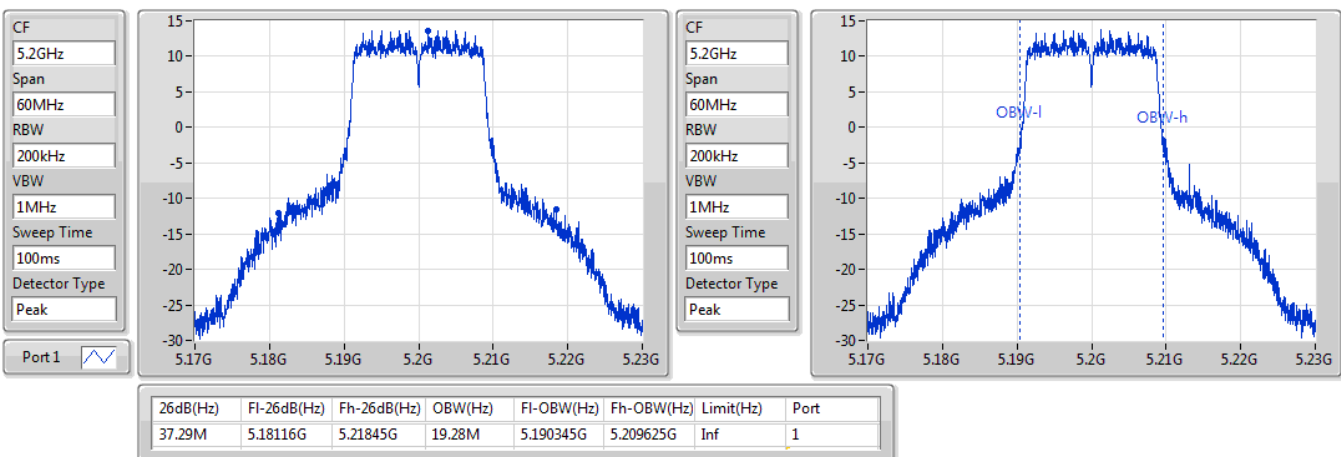 CF
5.2GHz
Span
60MHz
RBW
200kHz
VBW
1MHz
Sweep Time
100ms
Detector Type
Peak
Port 1
15
10
5
0
-5
-10
-15
-20
-25
-30
5.17G 5.18G 5.19G 5.2G 5.21G 5.22G 5.23G
CF
5.2GHz
Span
60MHz
RBW
200kHz
VBW
1MHz
Sweep Time
100ms
Detector Type
Peak
15
10
5
0
-5
-10
-15
-20
-25
-30
OBW-l
OBW-h
5.17G 5.18G 5.19G 5.2G 5.21G 5.22G 5.23G
26dB(Hz) Fl-26dB(Hz) Fh-26dB(Hz) OBW(Hz) Fl-OBW(Hz) Fh-OBW(Hz) Limit(Hz) Port
37.29M 5.18116G 5.21845G 19.28M 5.190345G 5.209625G Inf 1